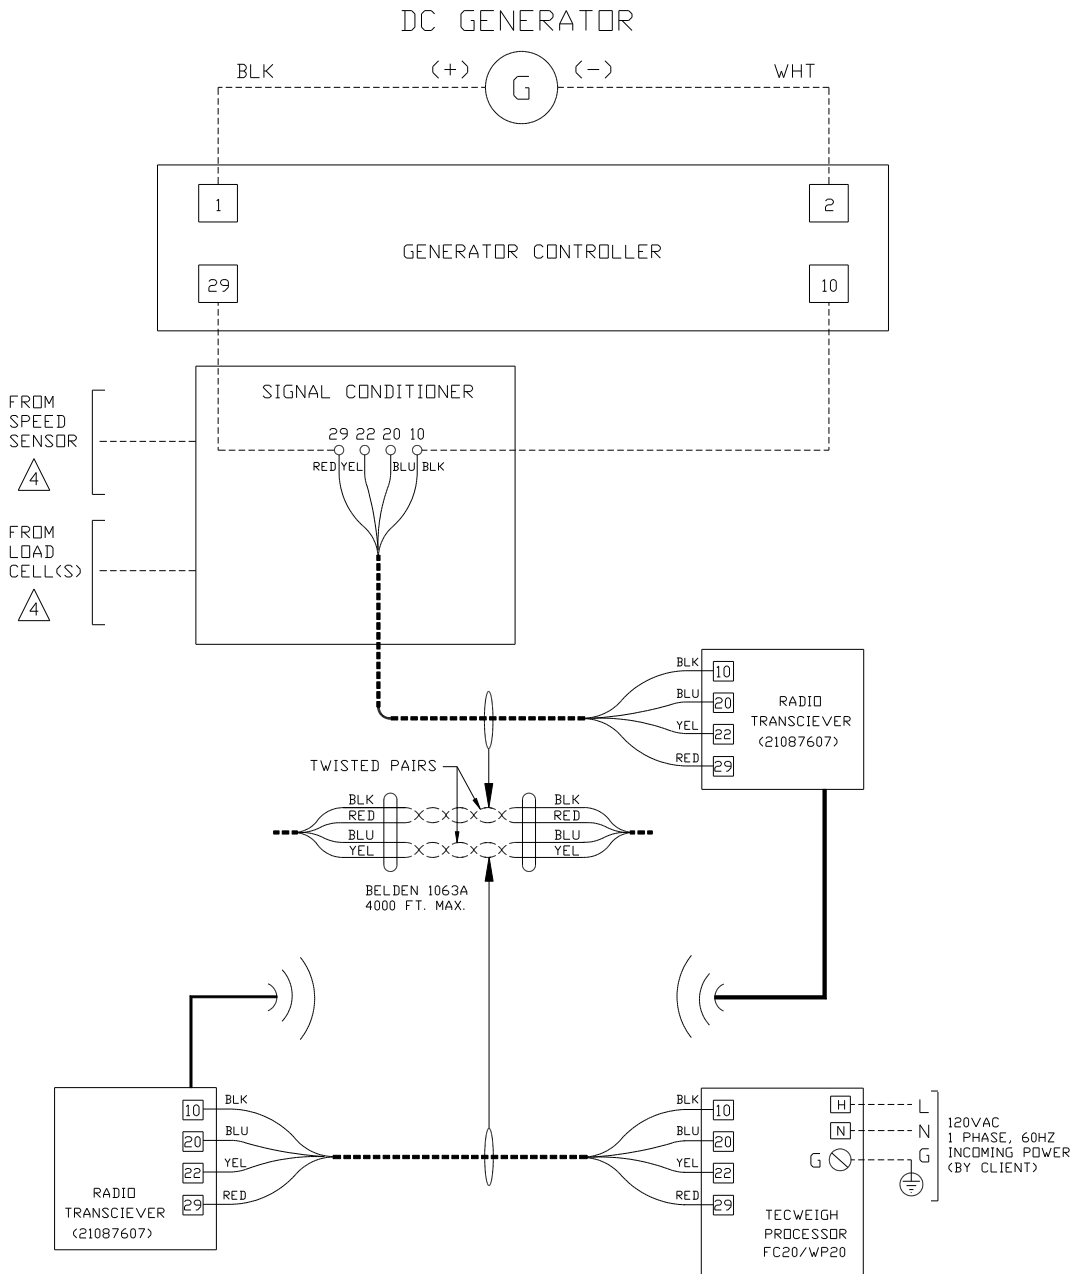 DC GENERATOR
BLK (+) G (-) WHT
1 2
GENERATOR CONTROLLER
29 10
SIGNAL CONDITIONER
FROM
SPEED
SENSOR
4
29 22 20 10
RED YEL BLU BLK
FROM
LOAD
CELL(S)
4
BLK 10
BLU 20
YEL 22
RED 29
RADIO
TRANSCIEVER
(21087607)
TWISTED PAIRS
BLK BLK
RED RED
BLU BLU
YEL YEL
BELDEN 1063A
4000 FT. MAX.
10 BLK
20 BLU
22 YEL
29 RED
RADIO
TRANSCIEVER
(21087607)
BLK 10
BLU 20
YEL 22
RED 29
H L
N N
G G
120VAC
1 PHASE, 60HZ
INCOMING POWER
(BY CLIENT)
TECWEIGH
PROCESSOR
FC20/WP20